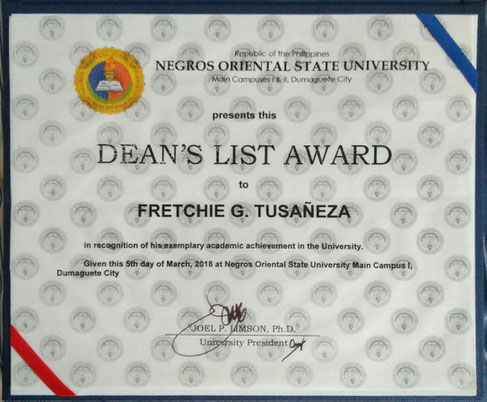 Republic of the Philippines
NEGROS ORIENTAL STATE UNIVERSITY
Main Campuses I & II, Dumaguete City
presents this
DEAN'S LIST AWARD
to
FRETCHIE G. TUSAÑEZA
in recognition of his exemplary academic achievement in the University.
Given this 5th day of March, 2018 at Negros Oriental State University Main Campus I,
Dumaguete City
JOEL P. LIMSON, Ph.D.
University President